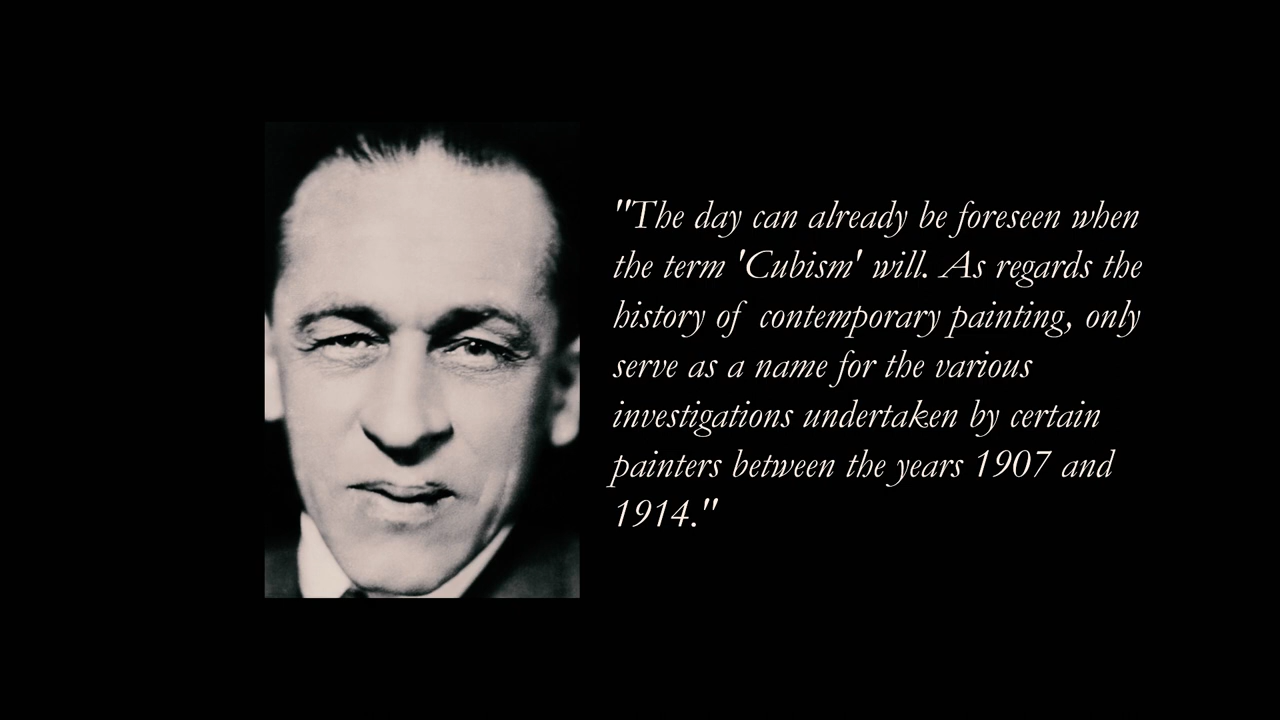 "The day can already be foreseen when
the term 'Cubism' will. As regards the
history of contemporary painting, only
serve as a name for the various
investigations undertaken by certain
painters between the years 1907 and
1914."